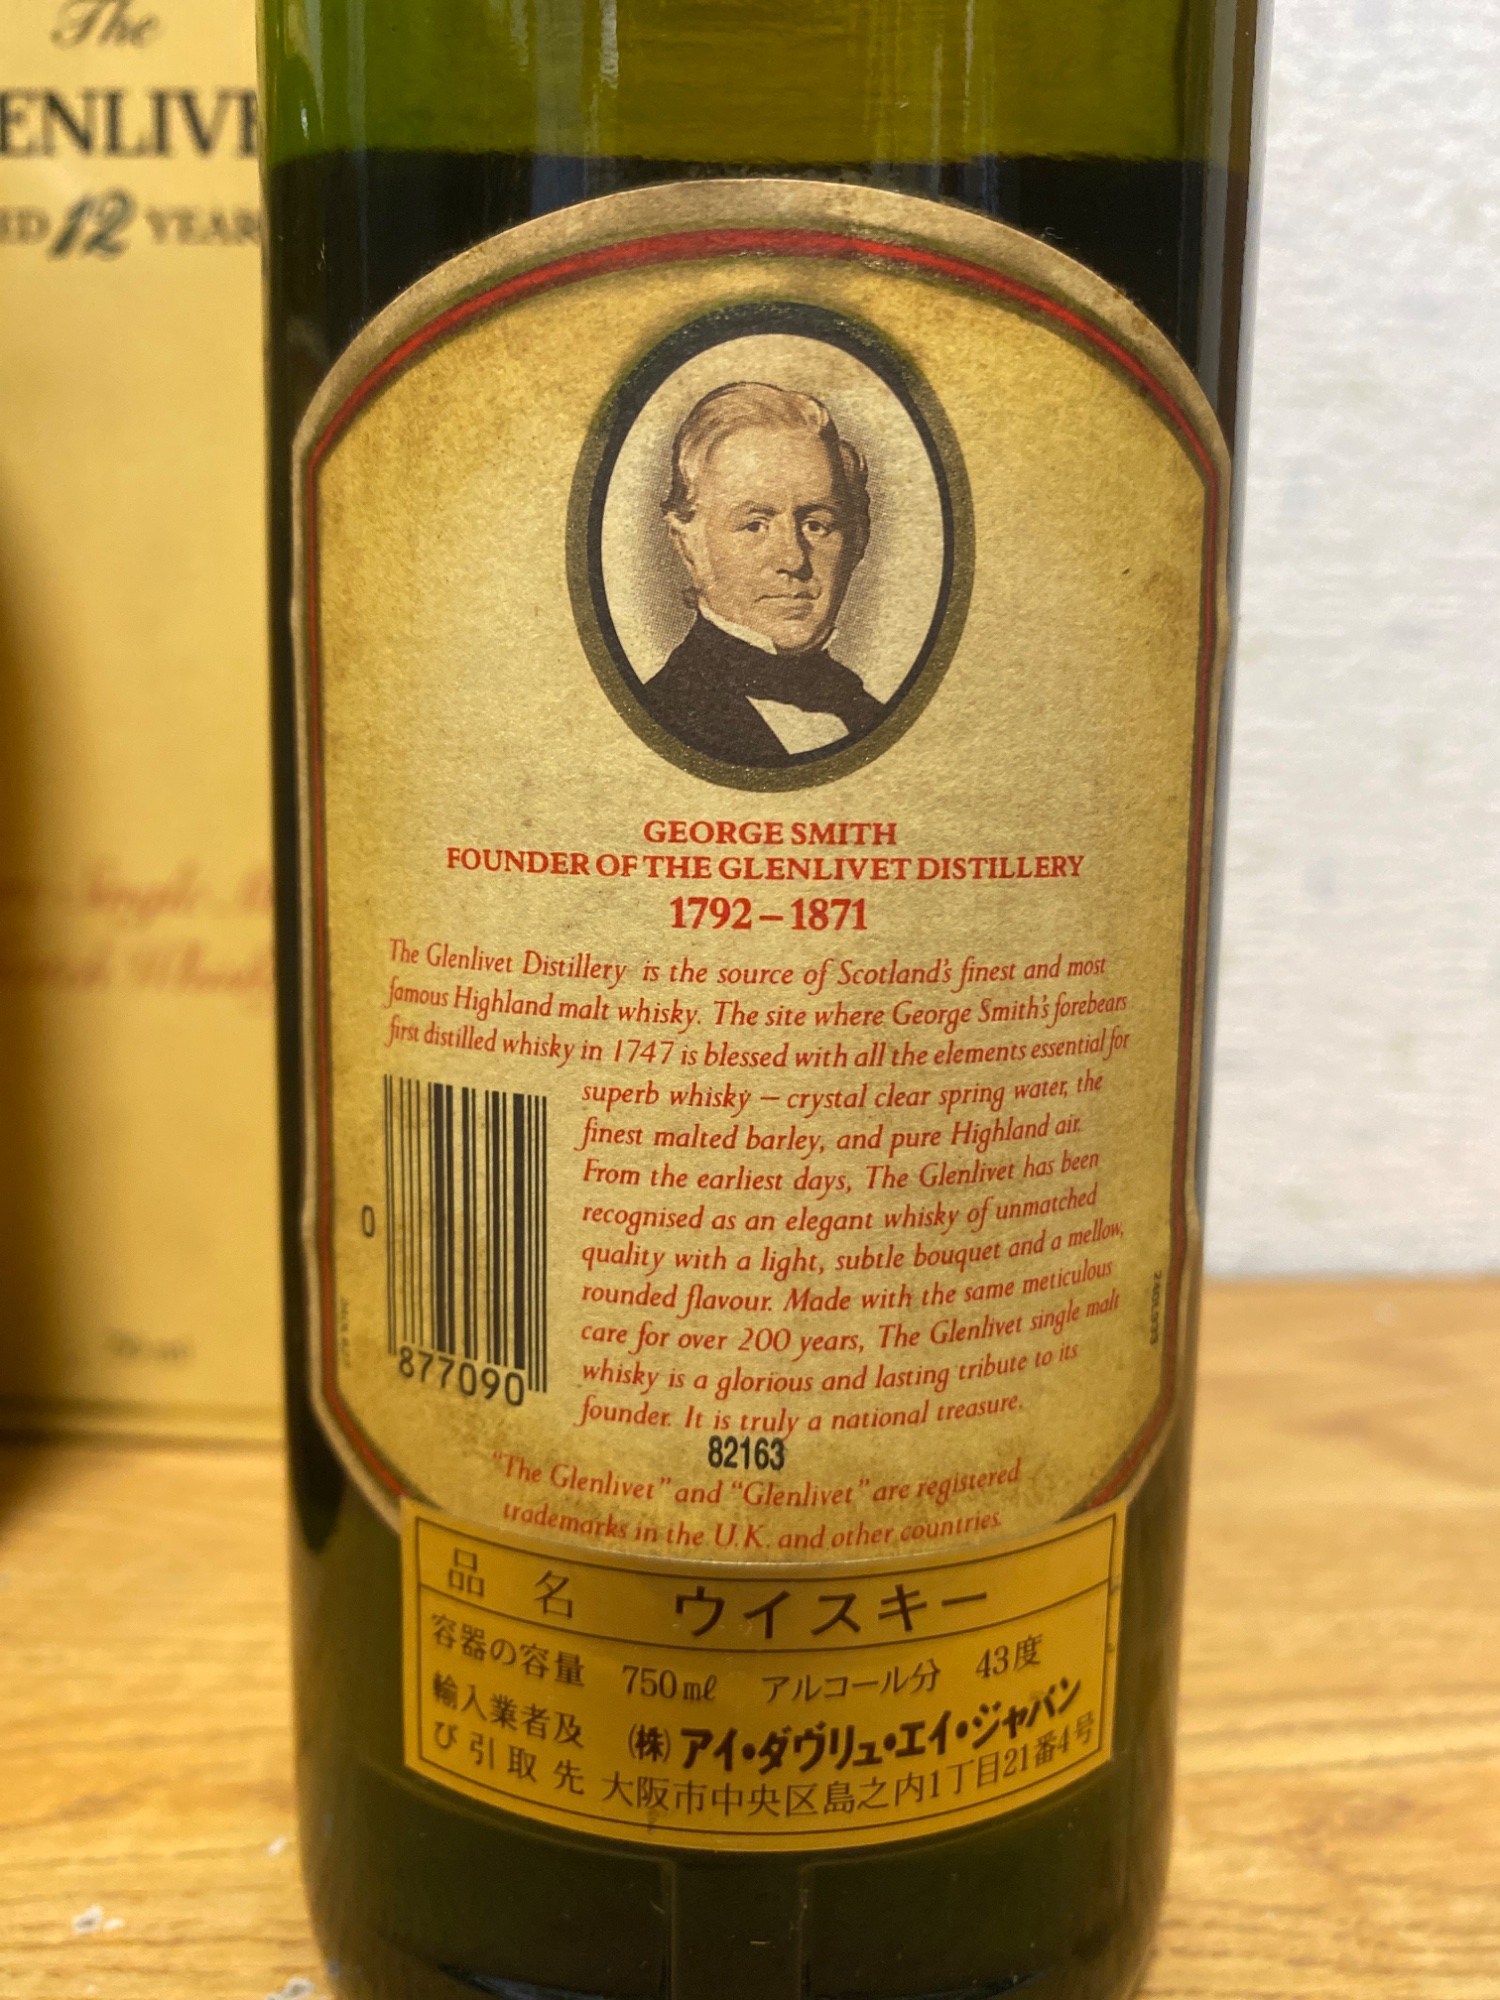 The
ENLIVE
ED 12 YEAR
GEORGE SMITH
FOUNDER OF THE GLENLIVET DISTILLERY
1792 – 1871
The Glenlivet Distillery is the source of Scotland's finest and most
famous Highland malt whisky. The site where George Smith's forebears
first distilled whisky in 1747 is blessed with all the elements essential for
superb whisky – crystal clear spring water, the
finest malted barley, and pure Highland air.
From the earliest days, The Glenlivet has been
recognised as an elegant whisky of unmatched
quality with a light, subtle bouquet and a mellow,
rounded flavour. Made with the same meticulous
care for over 200 years, The Glenlivet single malt
whisky is a glorious and lasting tribute to its
founder. It is truly a national treasure.
0
877090
82163
"The Glenlivet" and "Glenlivet" are registered
trademarks in the U.K. and other countries.
品名 ウイスキー
容器の容量 750mℓ アルコール分 43度
輸入業者及 (株)アイ・ダヴリュ・エイ・ジャパン
び引取先 大阪市中央区島之内1丁目21番4号